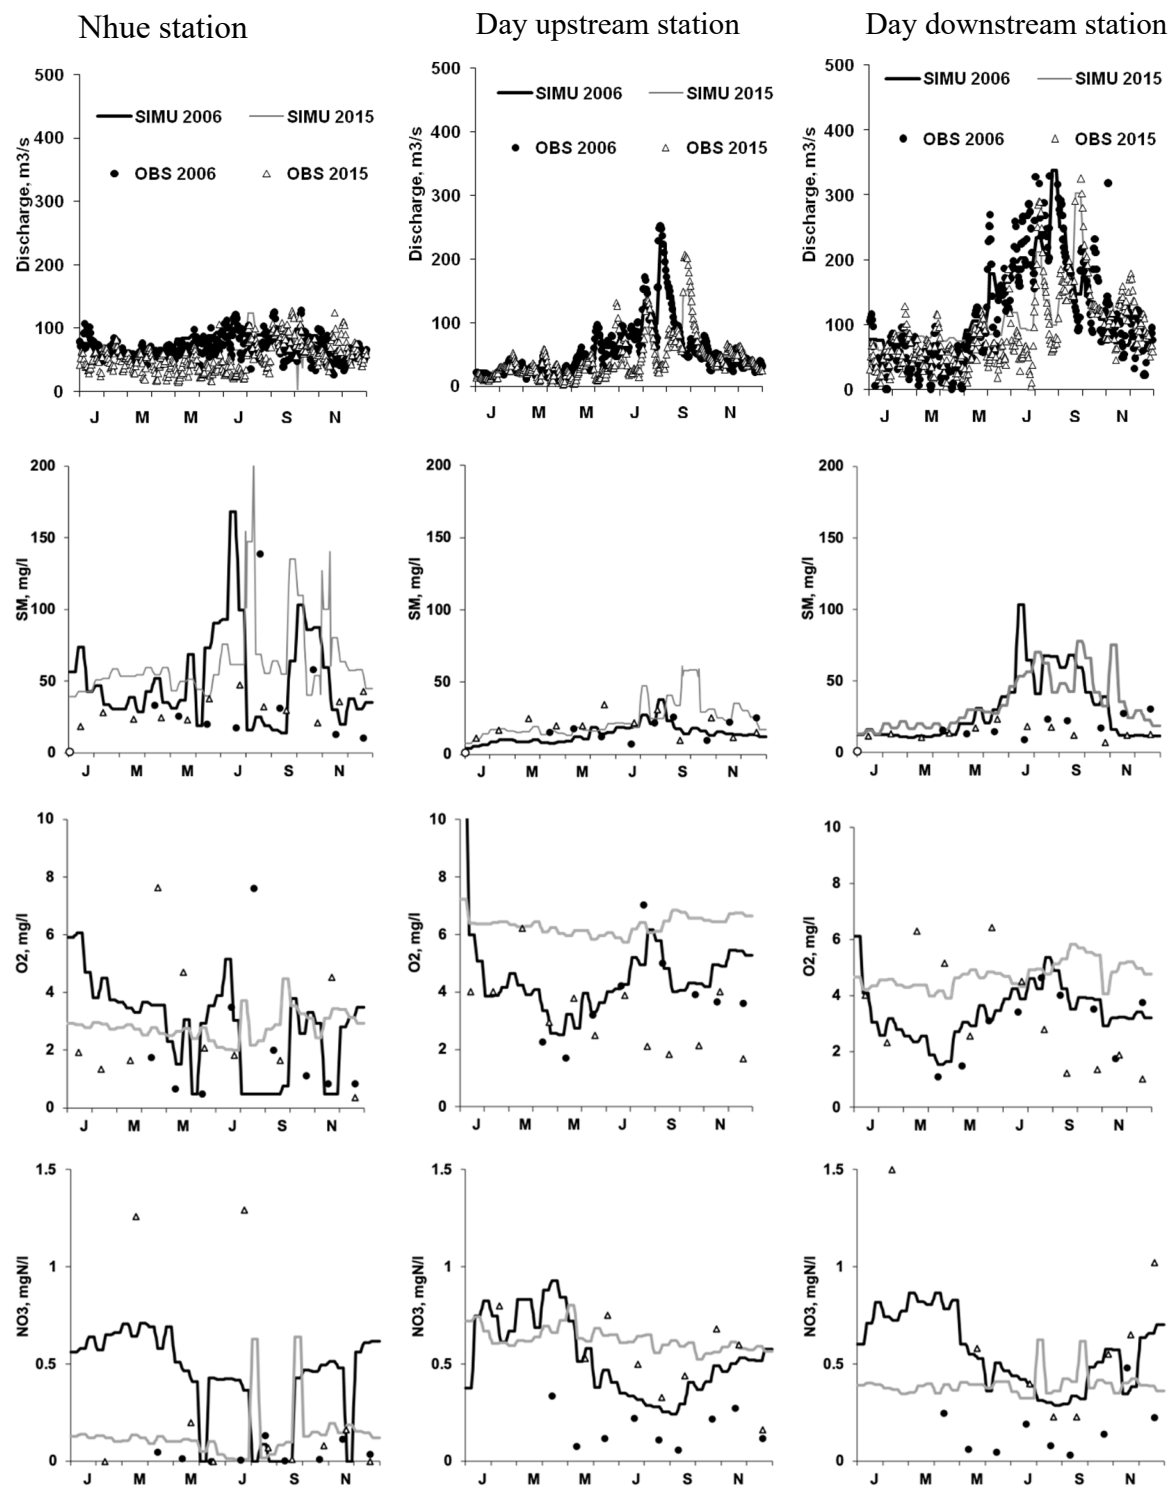 Nhue station
Day upstream station
Day downstream station
500
400
300
200
100
0
Discharge, m3/s
SIMU 2006
SIMU 2015
OBS 2006
OBS 2015
J M M J S N
500
400
300
200
100
0
Discharge, m3/s
SIMU 2006
SIMU 2015
OBS 2006
OBS 2015
J M M J S N
500
400
300
200
100
0
Discharge, m3/s
SIMU 2006
SIMU 2015
OBS 2006
OBS 2015
J M M J S N
200
150
100
50
0
SM, mg/l
J M M J S N
200
150
100
50
0
SM, mg/l
J M M J S N
200
150
100
50
0
SM, mg/l
J M M J S N
10
8
6
4
2
0
O2, mg/l
J M M J S N
10
8
6
4
2
0
O2, mg/l
J M M J S N
10
8
6
4
2
0
O2, mg/l
J M M J S N
1.5
1
0.5
0
NO3, mgN/l
J M M J S N
1.5
1
0.5
0
NO3, mgN/l
J M M J S N
1.5
1
0.5
0
NO3, mgN/l
J M M J S N